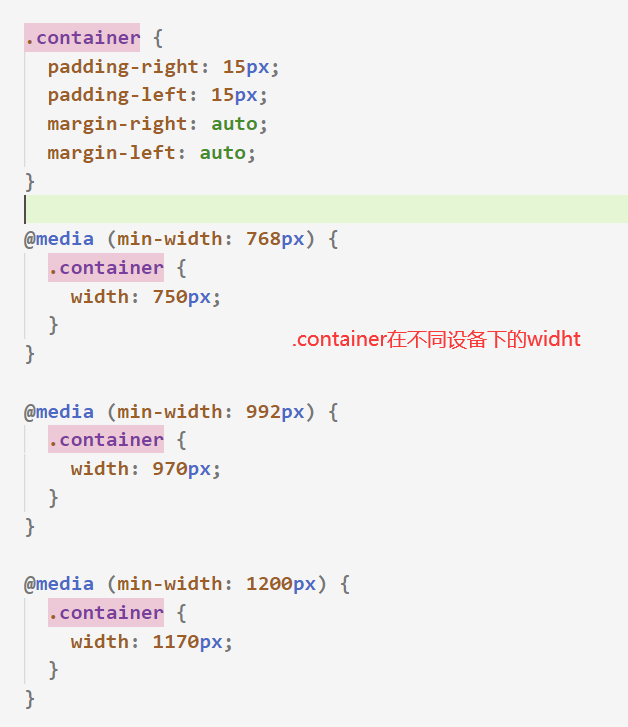 .container {
padding-right: 15px;
padding-left: 15px;
margin-right: auto;
margin-left: auto;
}
@media (min-width: 768px) {
.container {
width: 750px;
}
.container在不同设备下的widht
}
@media (min-width: 992px) {
.container {
width: 970px;
}
}
@media (min-width: 1200px) {
.container {
width: 1170px;
}
}